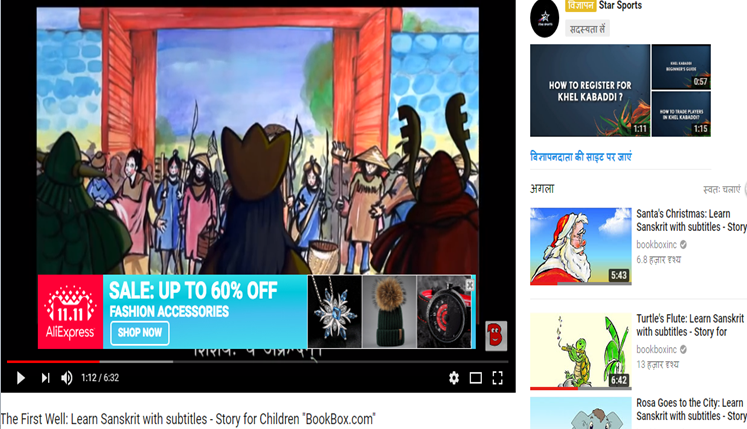 11.11
AliExpress
SALE: UP TO 60% OFF
FASHION ACCESSORIES
SHOP NOW
1:12 / 6:32
The First Well: Learn Sanskrit with subtitles - Story for Children "BookBox.com"
विज्ञापन Star Sports
सदस्यता लें
HOW TO REGISTER FOR
KHEL KABADDI ?
1:11
KHEL KABADDI
BEGINNER'S GUIDE
0:57
HOW TO TRADE PLAYERS
IN KHEL KABADDI?
1:15
विज्ञापनदाता की साइट पर जाएं
अगला
स्वतः चलाएं
Santa's Christmas: Learn
Sanskrit with subtitles - Story
bookboxinc
6.8 हज़ार दृश्य
5:43
Turtle's Flute: Learn Sanskrit
with subtitles - Story for
bookboxinc
13 हज़ार दृश्य
6:42
Rosa Goes to the City: Learn
Sanskrit with subtitles - Story